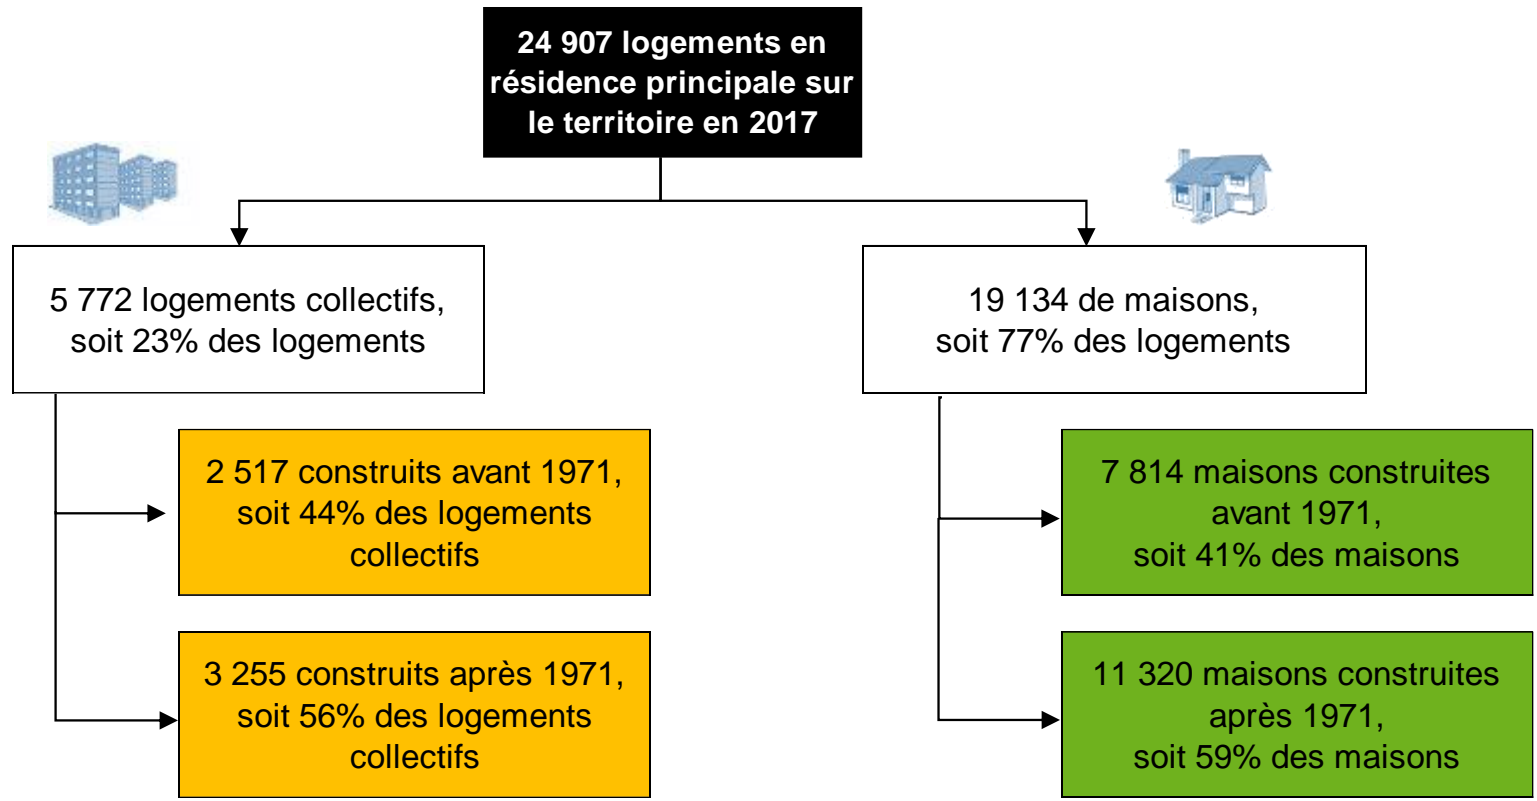 24 907 logements en
résidence principale sur
le territoire en 2017
5 772 logements collectifs,
soit 23% des logements
19 134 de maisons,
soit 77% des logements
2 517 construits avant 1971,
soit 44% des logements
collectifs
7 814 maisons construites
avant 1971,
soit 41% des maisons
3 255 construits après 1971,
soit 56% des logements
collectifs
11 320 maisons construites
après 1971,
soit 59% des maisons